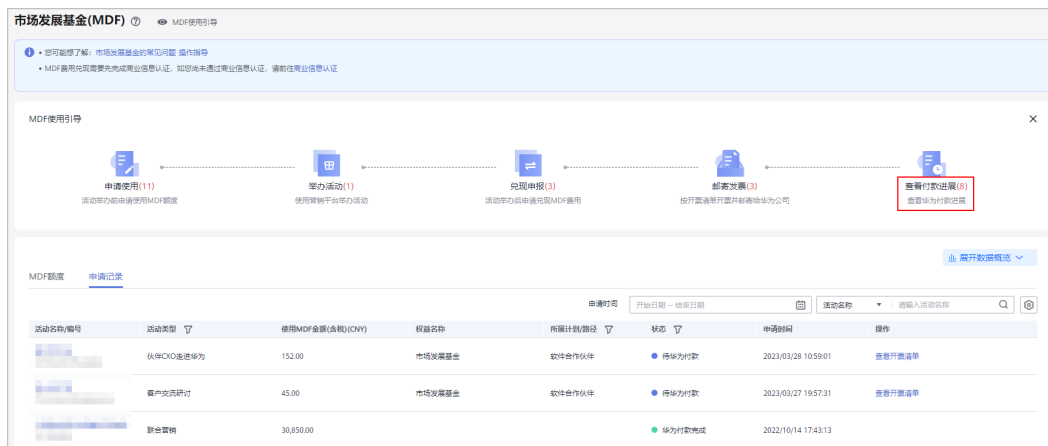 市场发展基金(MDF) MDF使用引导
• 您可能想了解：市场发展基金的常见问题 操作指导
• MDF费用兑现需要先完成商业信息认证，如您尚未通过商业信息认证，请前往商业信息认证
MDF使用引导
申请使用(11) 举办活动(1) 兑现申报(3) 邮寄发票(3) 查看付款进展(8)
活动举办前申请使用MDF额度 使用营销平台举办活动 活动举办后申请兑现MDF费用 按开票清单开票并邮寄给华为公司 查看华为付款进展
展开数据概览
MDF额度 申请记录
申请时间 开始日期 – 结束日期 活动名称 请输入活动名称
活动名称/编号 活动类型 使用MDF金额(含税)(CNY) 权益名称 所属计划/路径 状态 申请时间 操作
伙伴CXO走进华为 152.00 市场发展基金 软件合作伙伴 待华为付款 2023/03/28 10:59:01 查看开票清单
客户交流研讨 45.00 市场发展基金 软件合作伙伴 待华为付款 2023/03/27 19:57:31 查看开票清单
联合营销 30,850.00 华为付款完成 2022/10/14 17:43:13